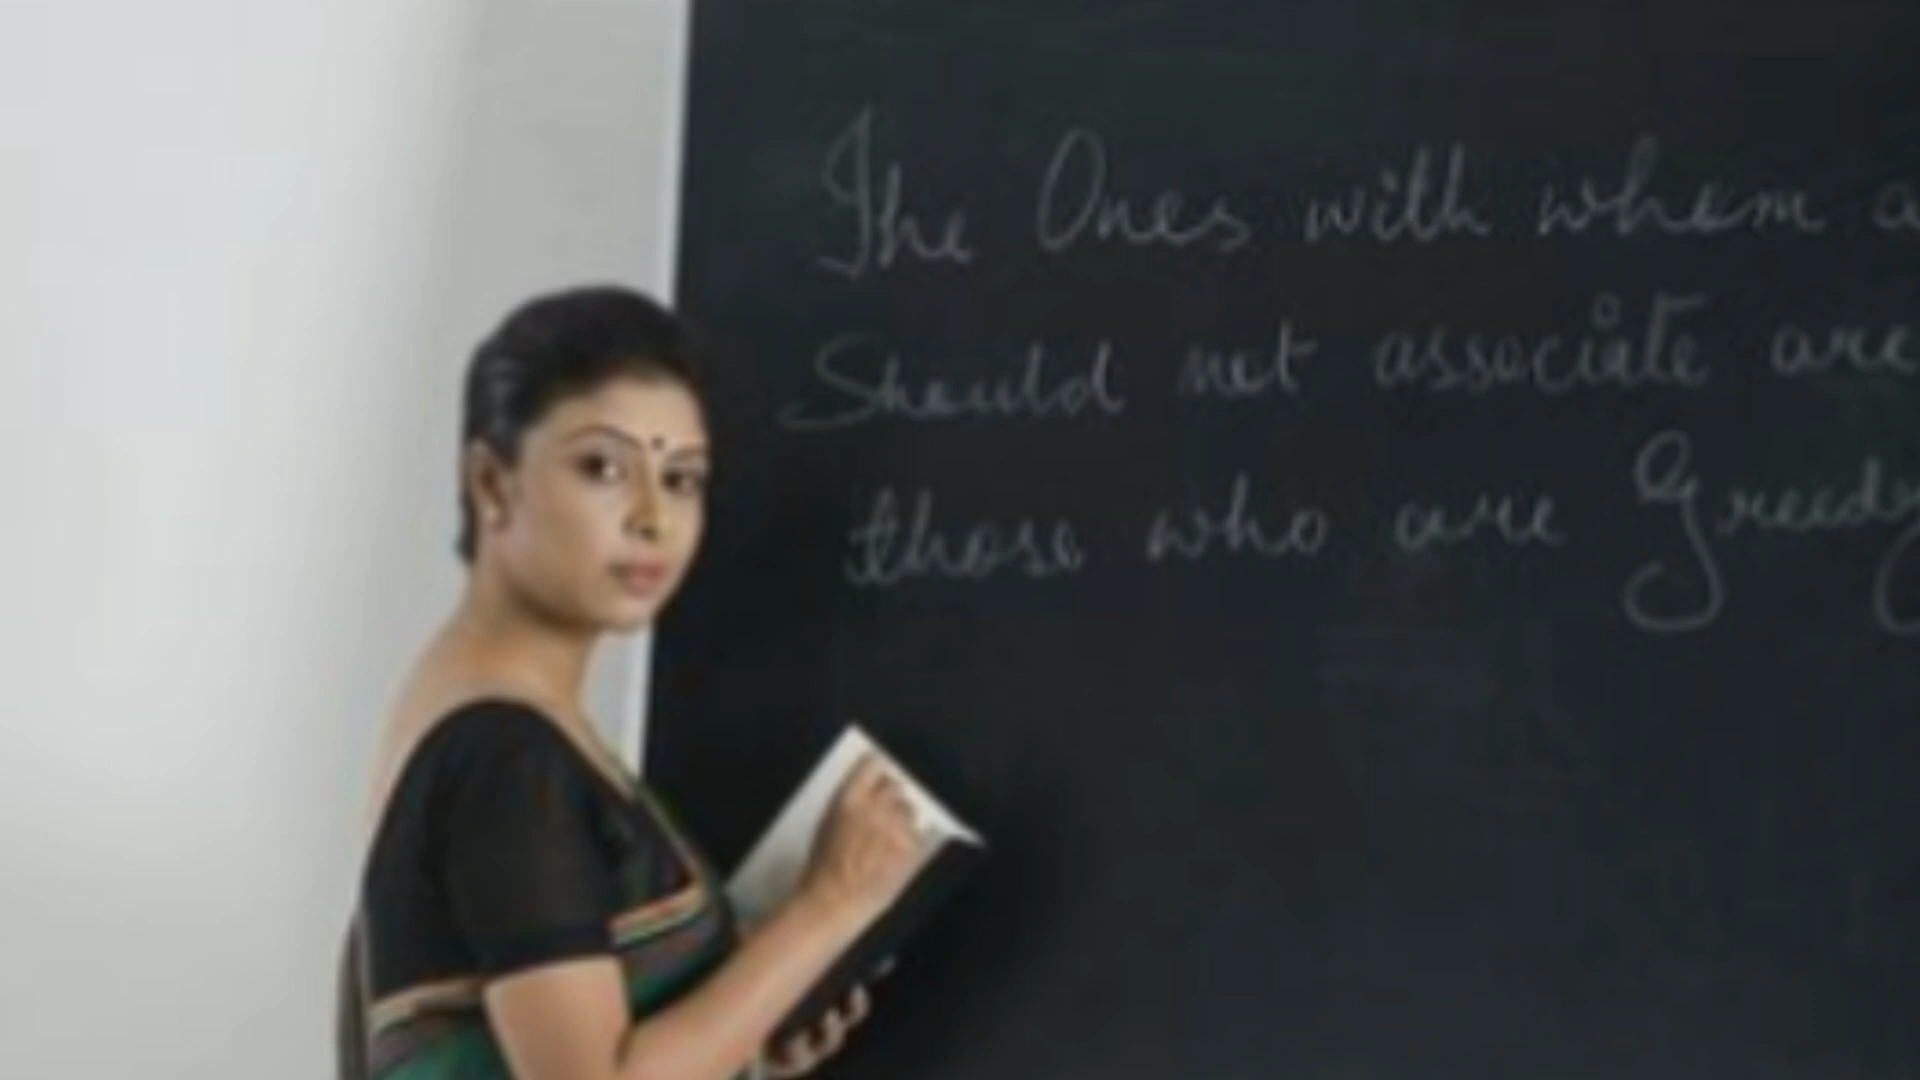 The Ones with whom a
Should not associate are
those who are Greedy